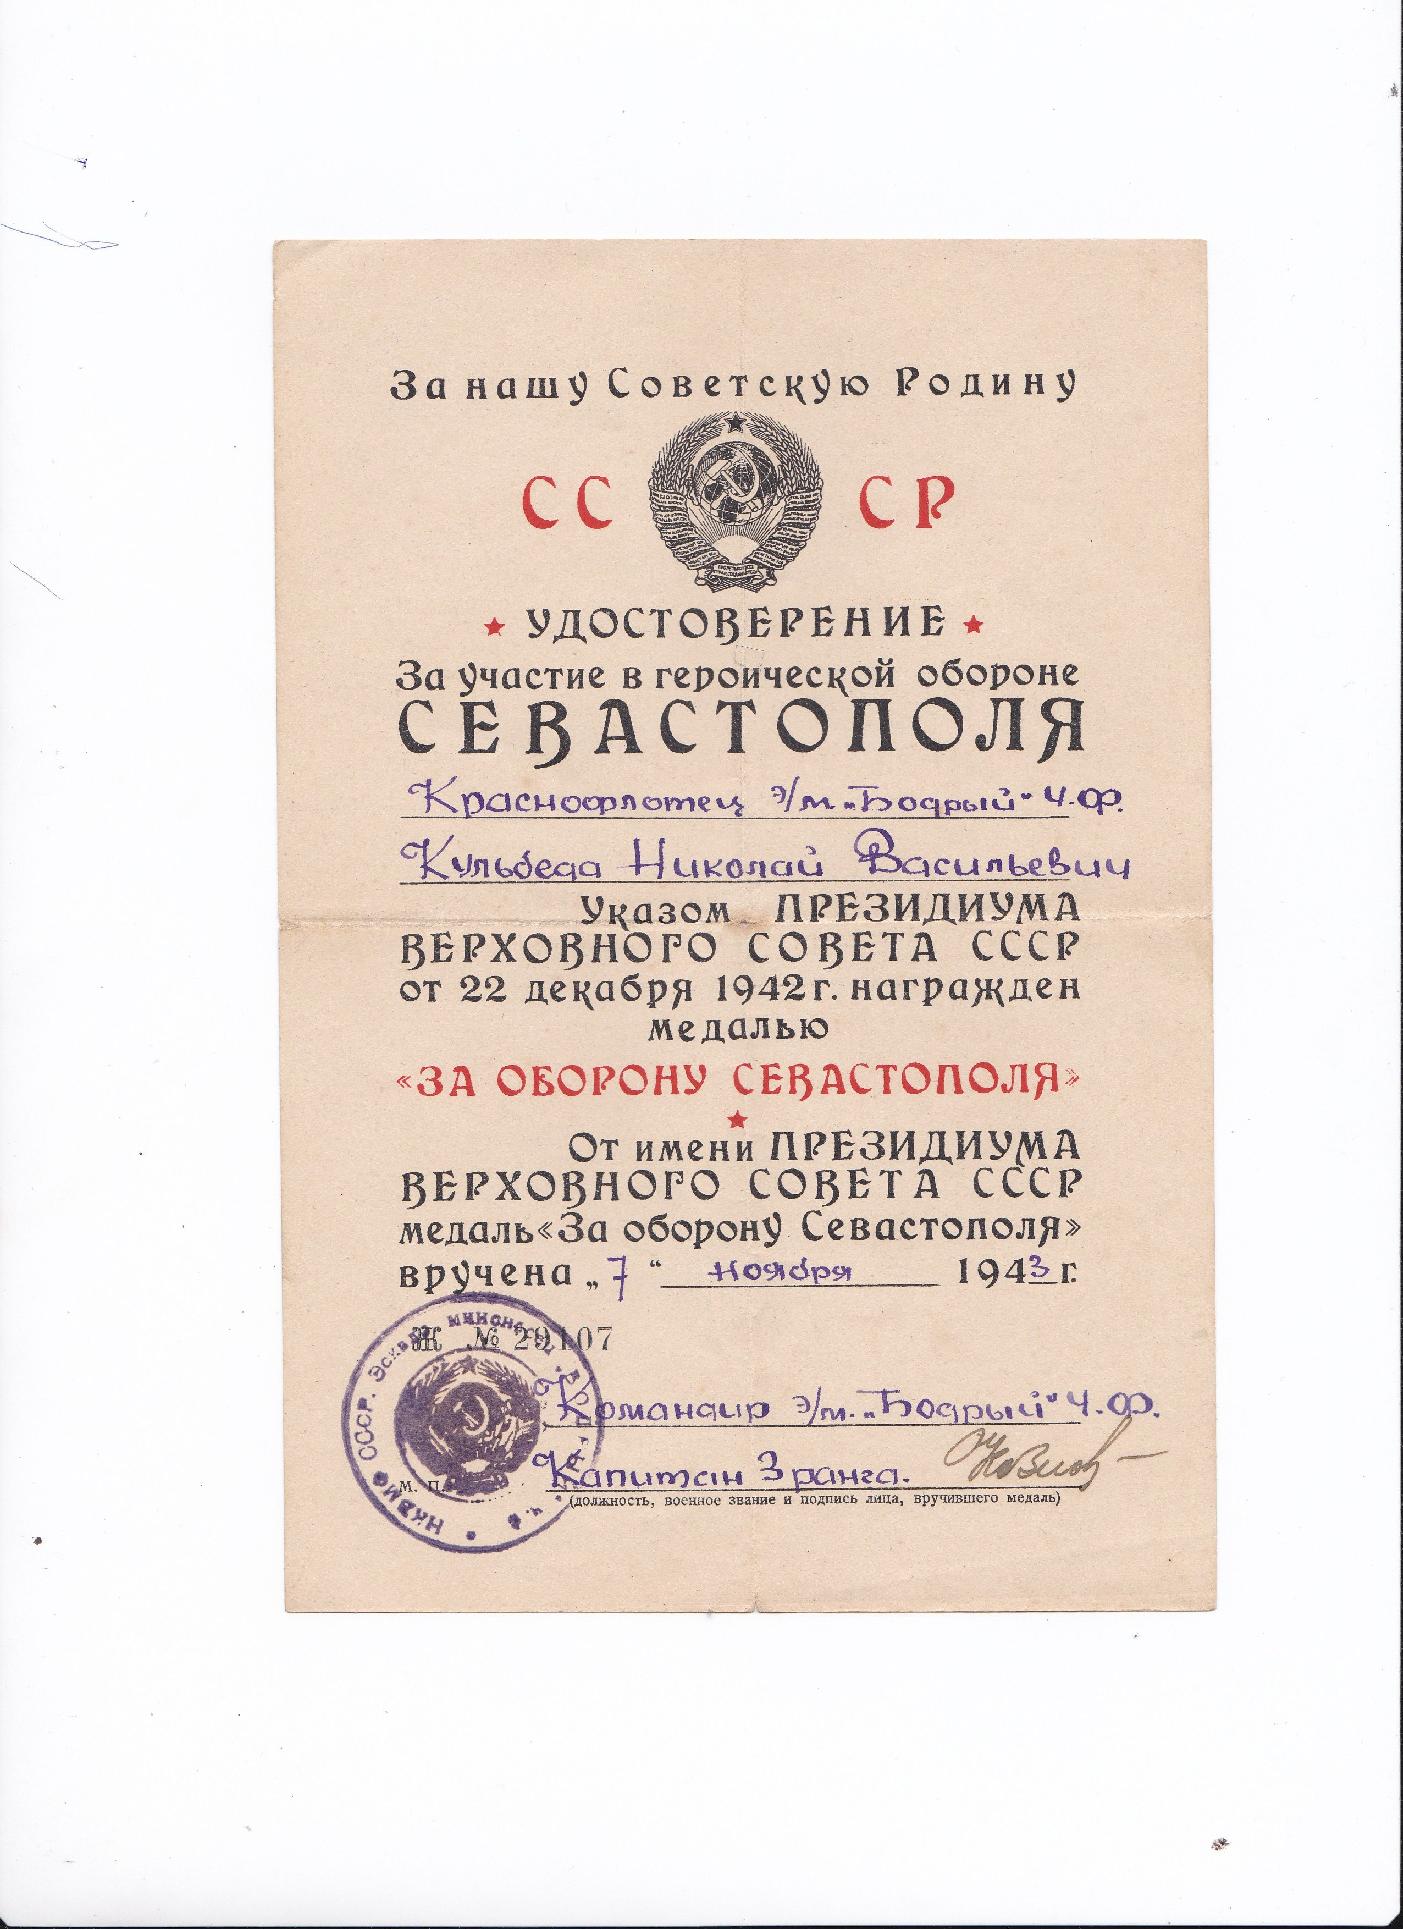 За нашу Советскую Родину
СССР
УДОСТОВЕРЕНИЕ
За участие в героической обороне
СЕВАСТОПОЛЯ
Краснофлотец э/м „Бодрый“ Ч.Ф.
Кульбеда Николай Васильевич
Указом ПРЕЗИДИУМА
ВЕРХОВНОГО СОВЕТА СССР
от 22 декабря 1942 г. награжден
медалью
«ЗА ОБОРОНУ СЕВАСТОПОЛЯ»
От имени ПРЕЗИДИУМА
ВЕРХОВНОГО СОВЕТА СССР
медаль «За оборону Севастополя»
вручена „7“ ноября 1943 г.
Ж № 29107
НКВМФ СССР. Ч.Ф.
Командир э/м. „Бодрый“ Ч.Ф.
Капитан 3 ранга.
М. П.
(должность, военное звание и подпись лица, вручившего медаль)